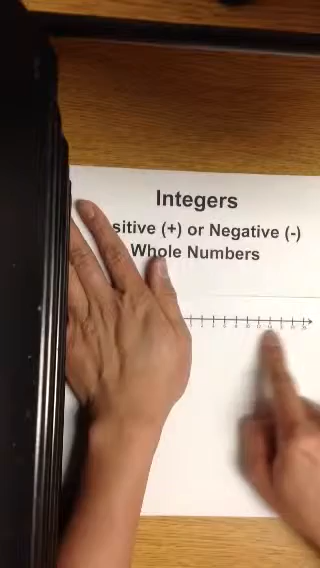 Integers
sitive (+) or Negative (-)
Whole Numbers